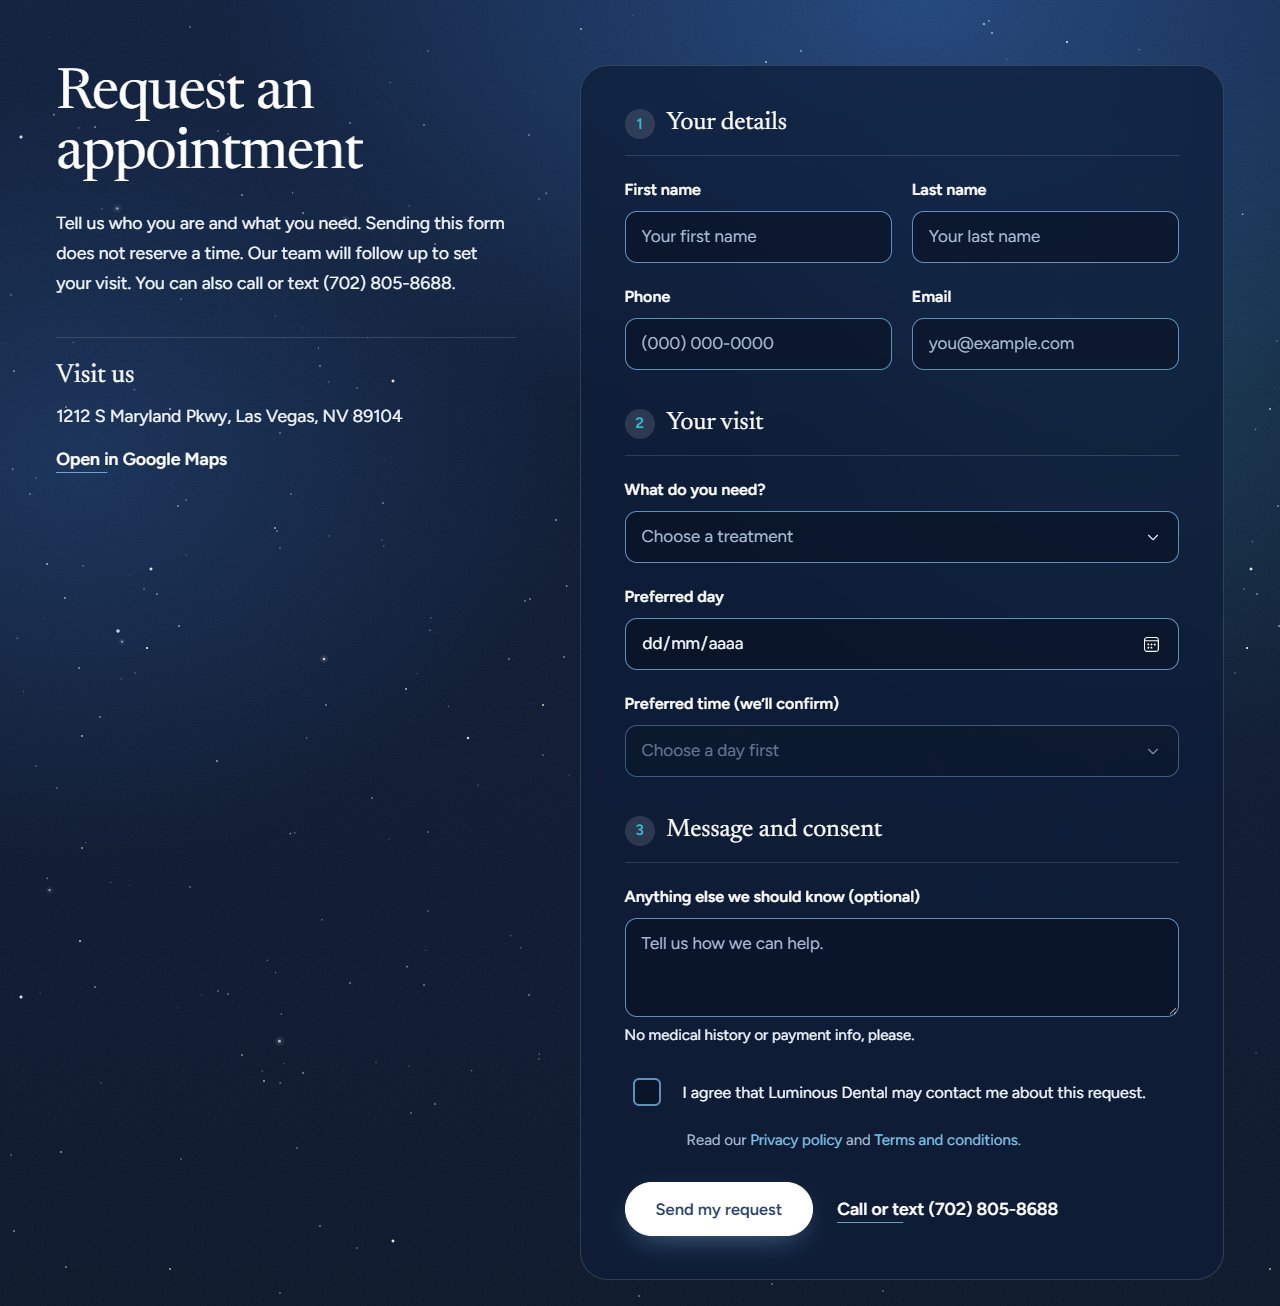 Request an
appointment
Tell us who you are and what you need. Sending this form
does not reserve a time. Our team will follow up to set
your visit. You can also call or text (702) 805-8688.
Visit us
1212 S Maryland Pkwy, Las Vegas, NV 89104
Open in Google Maps
1 Your details
First name
Your first name
Last name
Your last name
Phone
(000) 000-0000
Email
you@example.com
2 Your visit
What do you need?
Choose a treatment
Preferred day
dd/mm/aaaa
Preferred time (we’ll confirm)
Choose a day first
3 Message and consent
Anything else we should know (optional)
Tell us how we can help.
No medical history or payment info, please.
I agree that Luminous Dental may contact me about this request.
Read our Privacy policy and Terms and conditions.
Send my request
Call or text (702) 805-8688